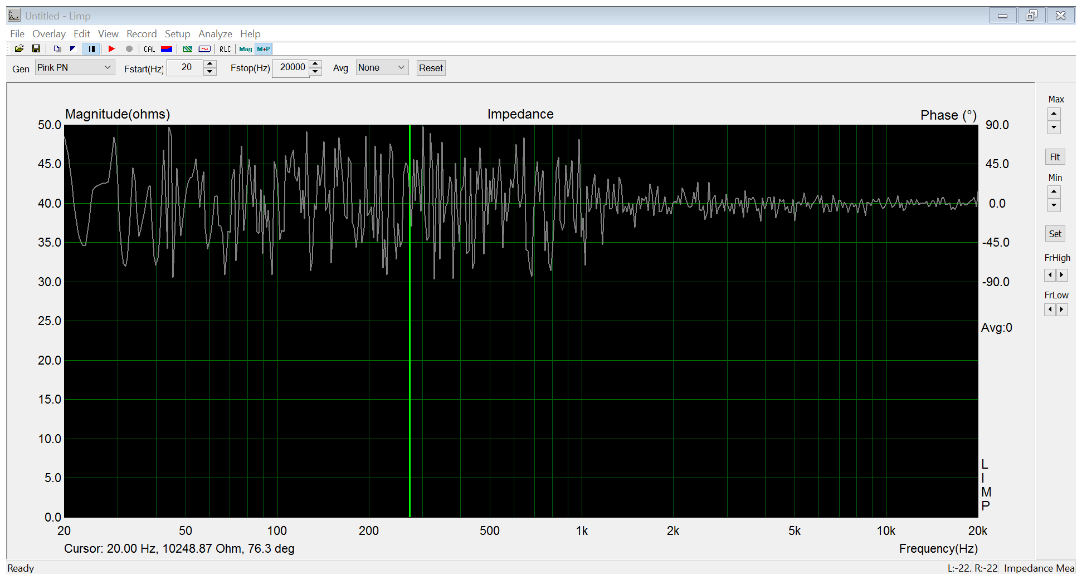 Untitled - Limp
File Overlay Edit View Record Setup Analyze Help
CAL RLC Mag M+P
Gen Pink PN Fstart(Hz) 20 Fstop(Hz) 20000 Avg None Reset
Magnitude(ohms) Impedance Phase (°)
Max
50.0 90.0
45.0 45.0
Fit
Min
40.0 0.0
Set
35.0 -45.0
FrHigh
30.0 -90.0
FrLow
25.0 Avg:0
20.0
15.0
10.0
5.0
L
I
M
P
0.0
20 50 100 200 500 1k 2k 5k 10k 20k
Cursor: 20.00 Hz, 10248.87 Ohm, 76.3 deg Frequency(Hz)
Ready L:-22. R:-22 Impedance Mea